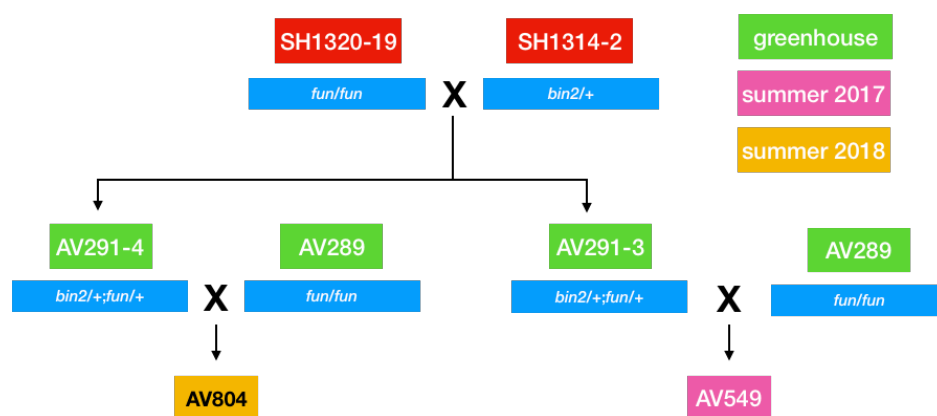 SH1320-19 SH1314-2 greenhouse
fun/fun X bin2/+ summer 2017
summer 2018
AV291-4 AV289 AV291-3 AV289
bin2/+;fun/+ X fun/fun bin2/+;fun/+ X fun/fun
AV804 AV549